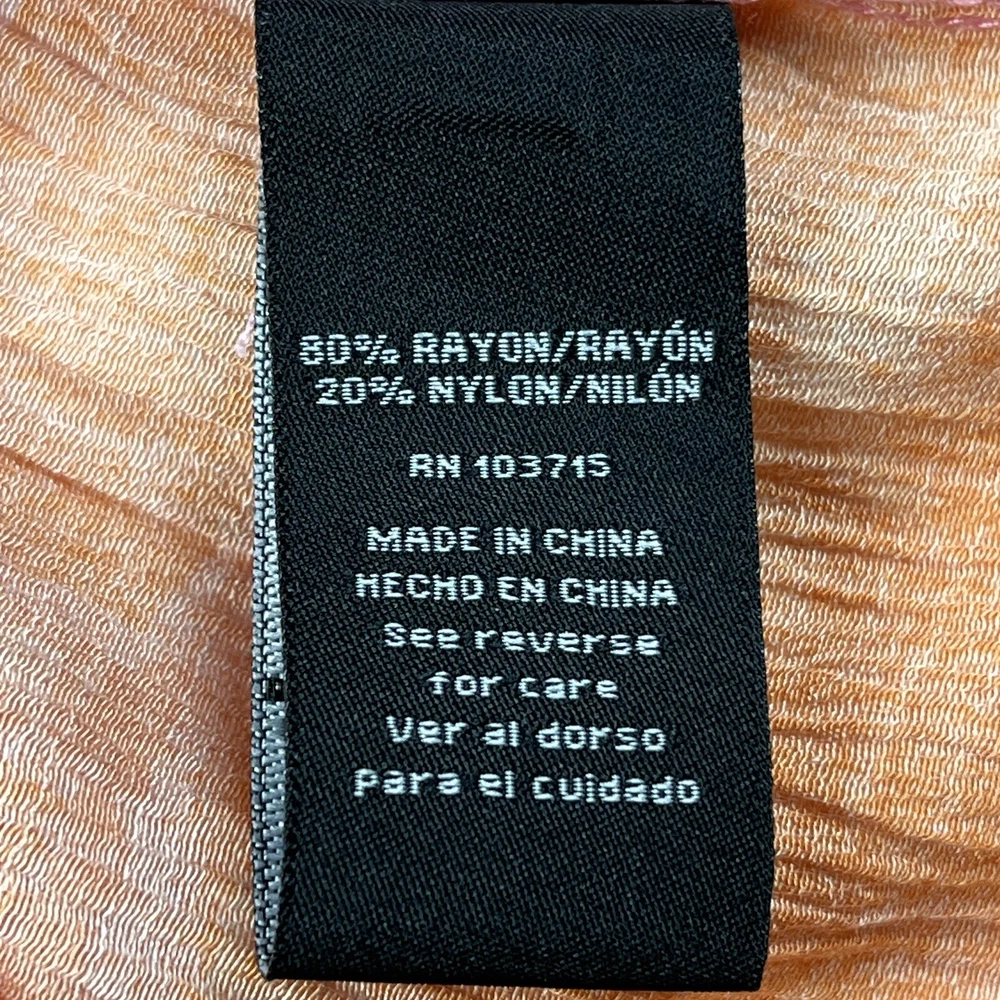 80% RAYON/RAYÓN
20% NYLON/NILÓN
RN 103715
MADE IN CHINA
HECHO EN CHINA
See reverse
for care
Ver al dorso
para el cuidado